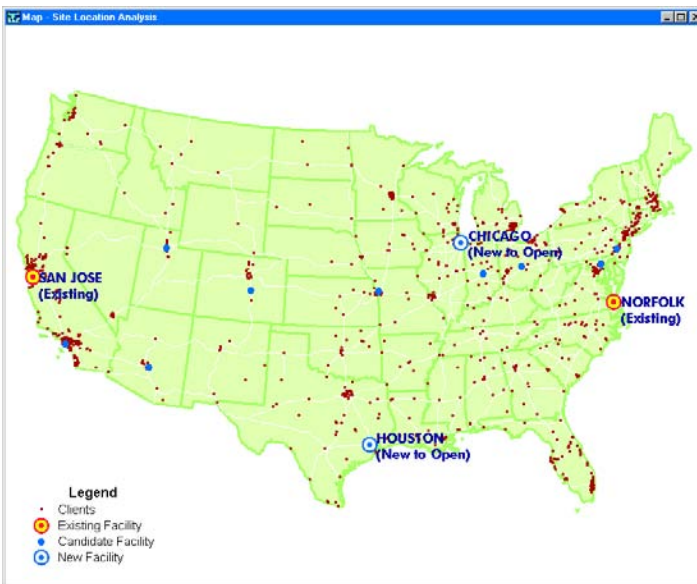 Map - Site Location Analysis
CHICAGO
(New to Open)
SAN JOSE
(Existing)
NORFOLK
(Existing)
HOUSTON
(New to Open)
Legend
Clients
Existing Facility
Candidate Facility
New Facility